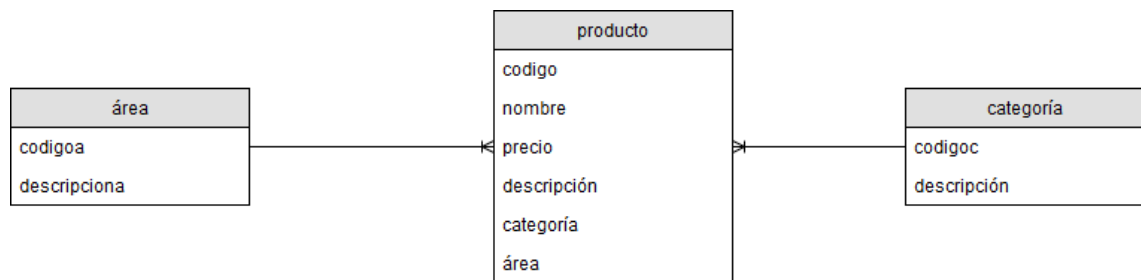 área
codigoa
descripciona
producto
codigo
nombre
precio
descripción
categoría
área
categoría
codigoc
descripción